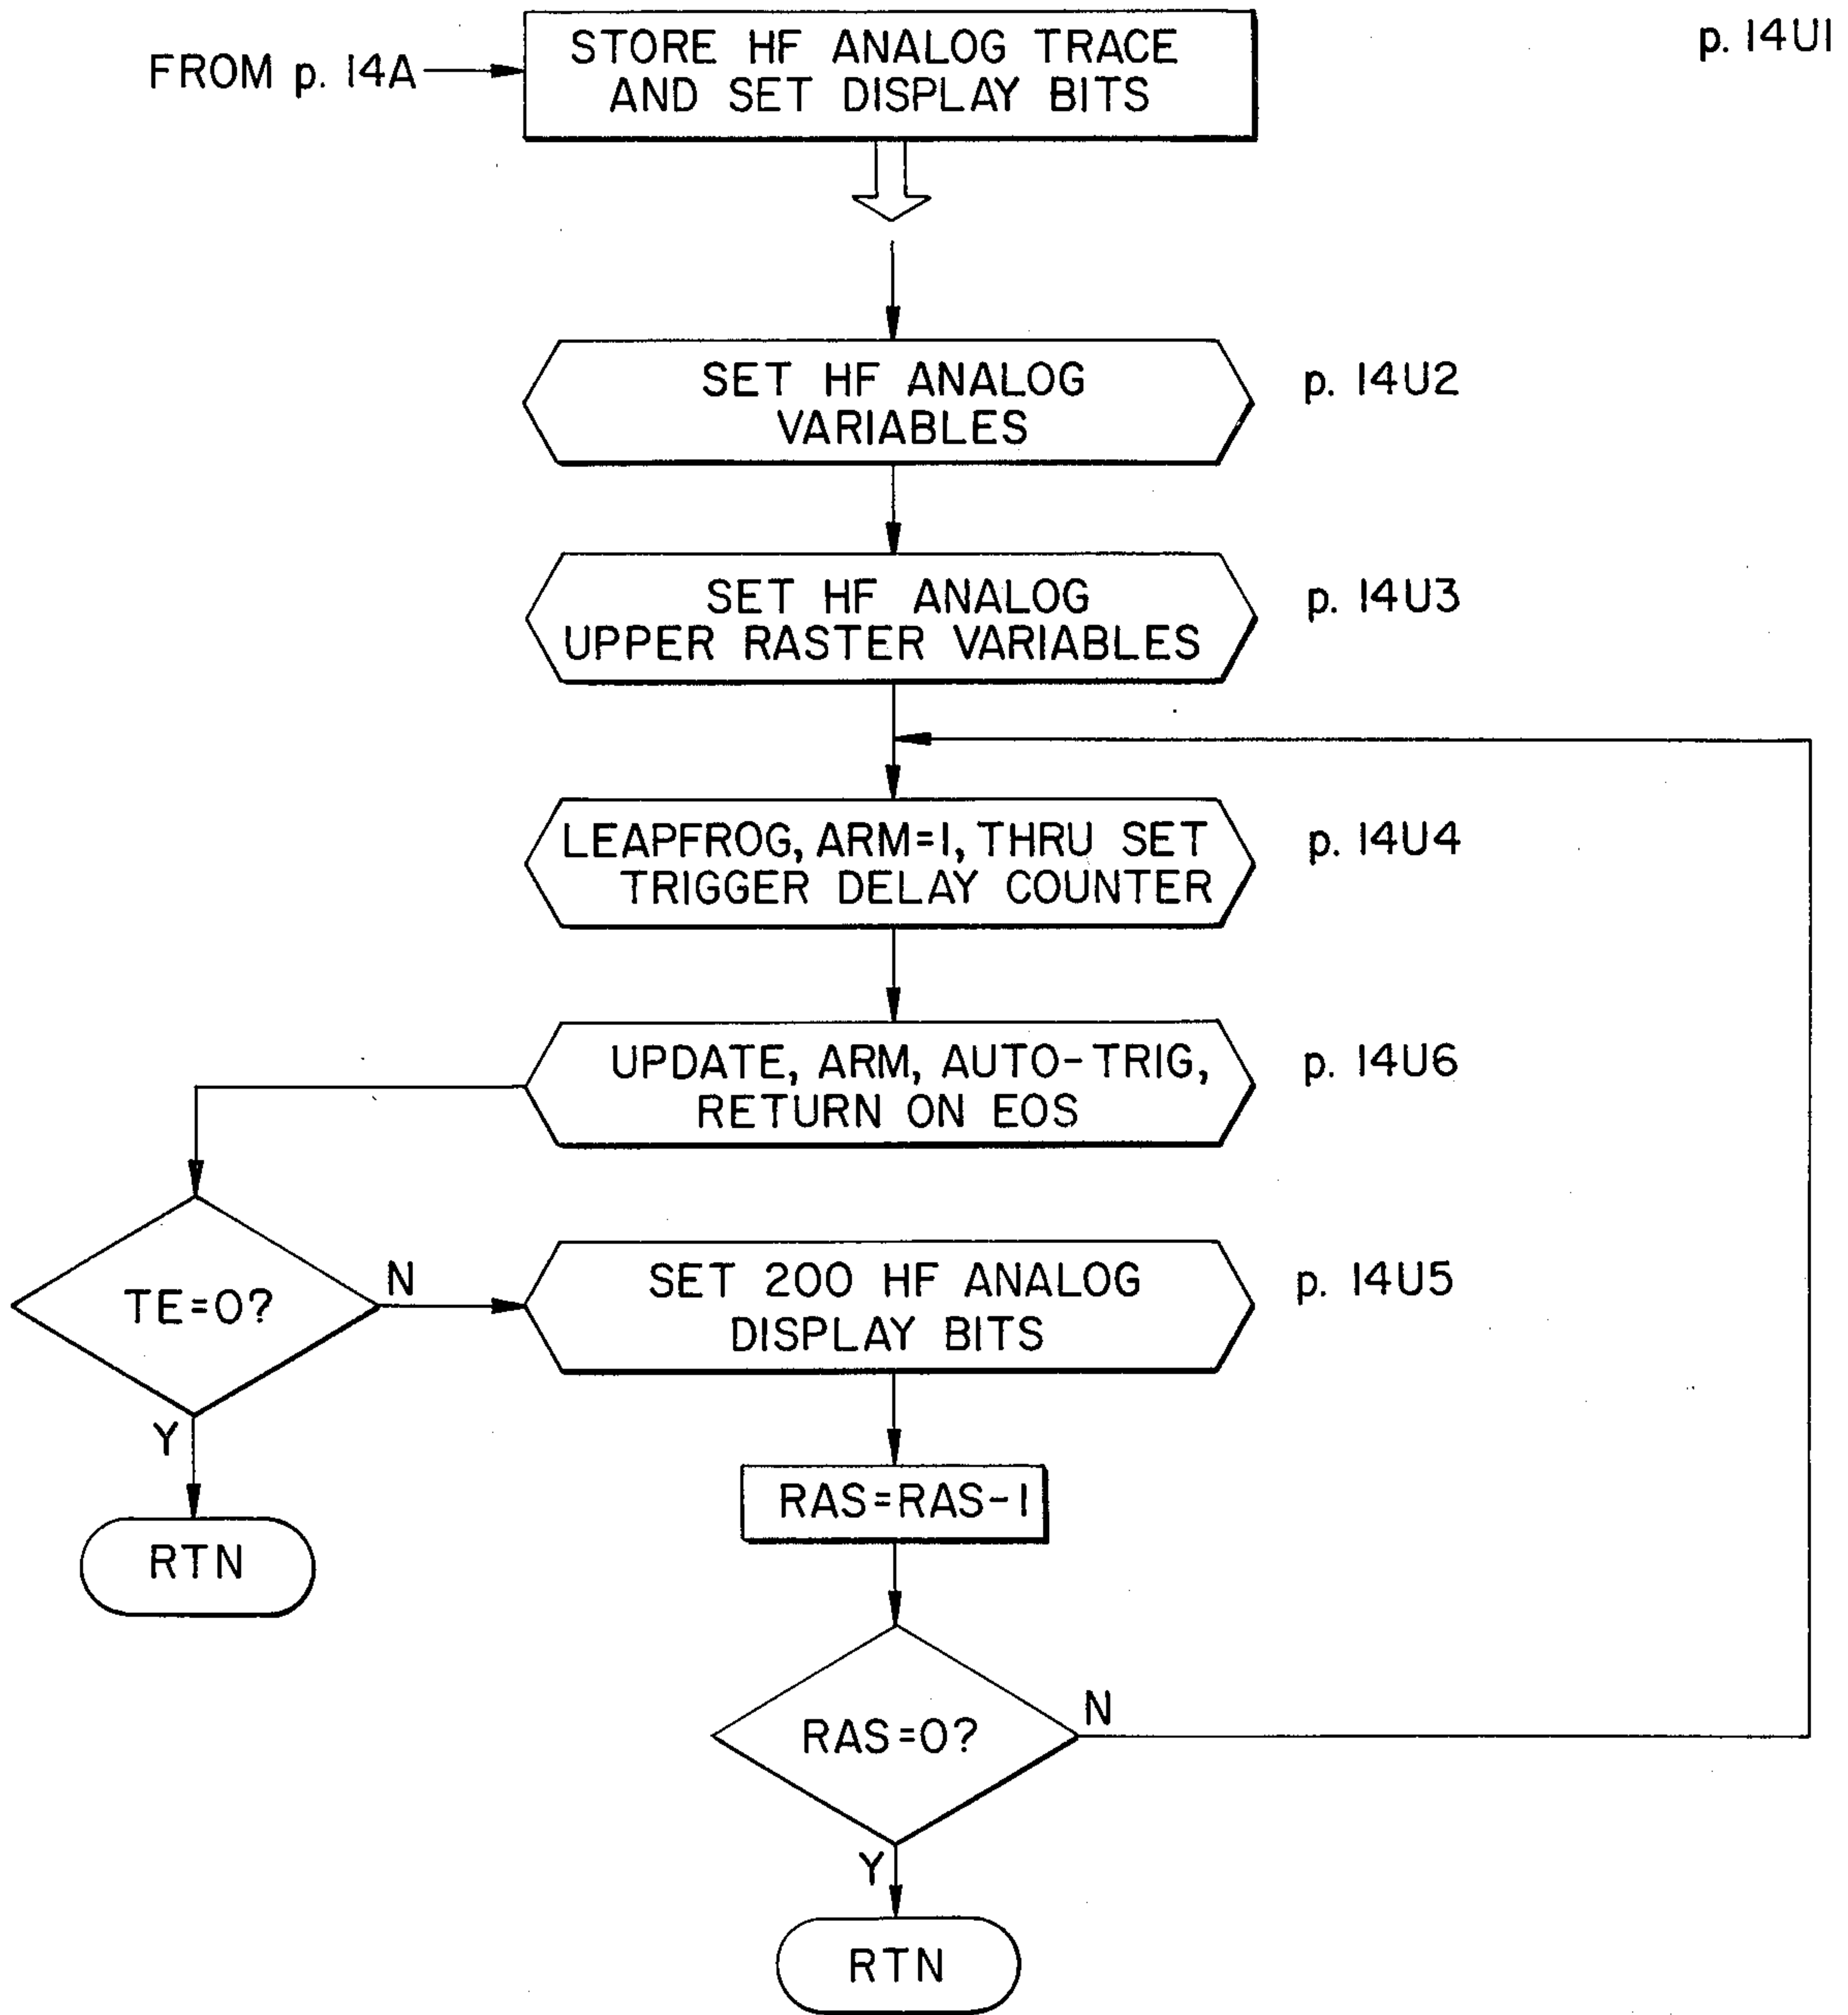 p. 14U1
FROM p. 14A
STORE HF ANALOG TRACE
AND SET DISPLAY BITS
SET HF ANALOG
VARIABLES
p. 14U2
SET HF ANALOG
UPPER RASTER VARIABLES
p. 14U3
LEAPFROG, ARM=1, THRU SET
TRIGGER DELAY COUNTER
p. 14U4
UPDATE, ARM, AUTO-TRIG,
RETURN ON EOS
p. 14U6
TE=0?
N
Y
RTN
SET 200 HF ANALOG
DISPLAY BITS
p. 14U5
RAS=RAS-1
RAS=0?
N
Y
RTN